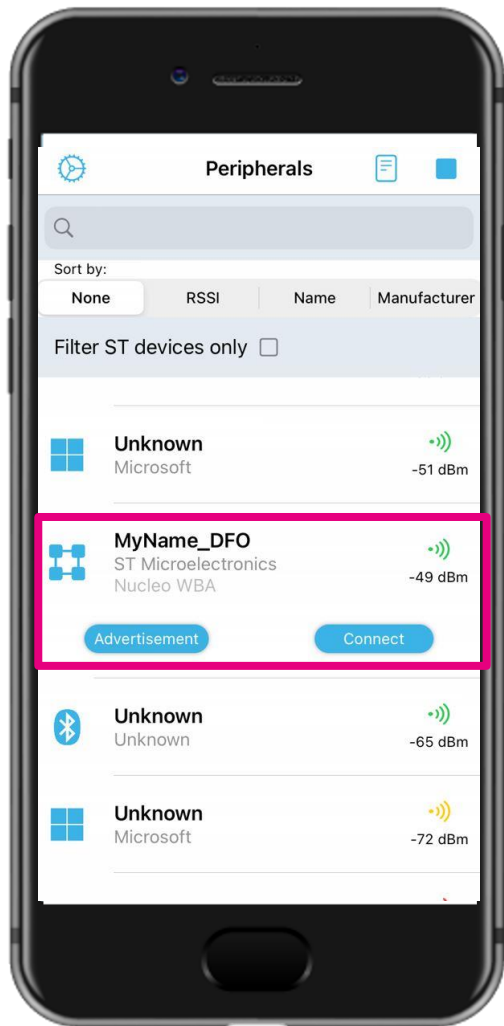 Peripherals
Sort by:
None RSSI Name Manufacturer
Filter ST devices only
Unknown
Microsoft
-51 dBm
MyName_DFO
ST Microelectronics
Nucleo WBA
-49 dBm
Advertisement Connect
Unknown
Unknown
-65 dBm
Unknown
Microsoft
-72 dBm